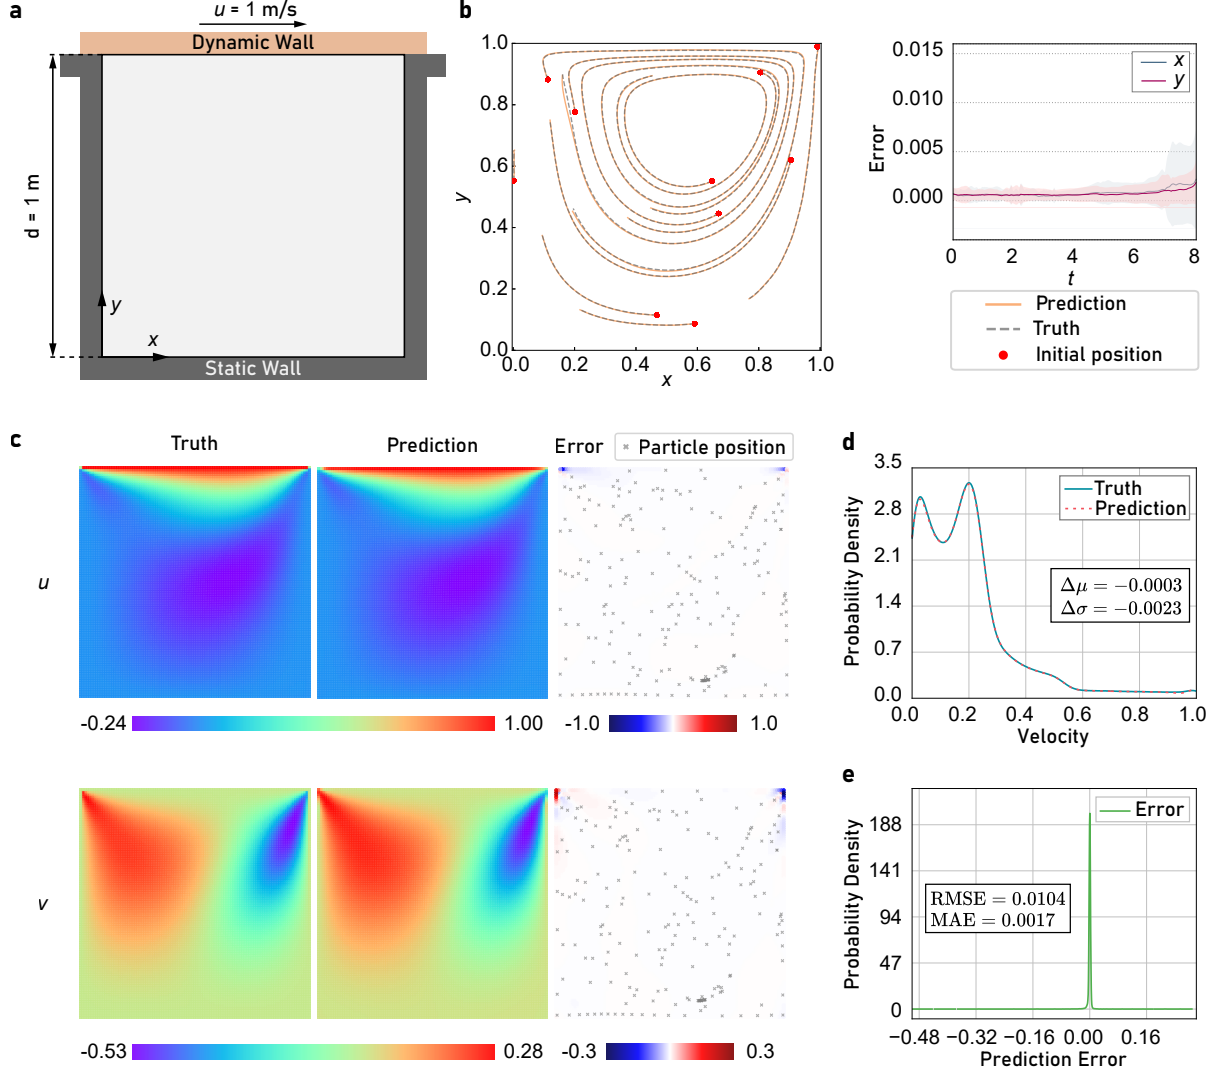 a
u = 1 m/s
Dynamic Wall
d = 1 m
y
x
Static Wall
b
1.0
0.8
0.6
0.4
0.2
0.0
y
0.0 0.2 0.4 0.6 0.8 1.0
x
0.015
0.010
0.005
0.000
Error
x
y
0 2 4 6 8
t
Prediction
Truth
Initial position
c
Truth
Prediction
Error
Particle position
u
-0.24
1.00
-1.0
1.0
v
-0.53
0.28
-0.3
0.3
d
3.5
2.8
2.1
1.4
0.7
0.0
Probability Density
Truth
Prediction
Δμ = −0.0003
Δσ = −0.0023
0.0 0.2 0.4 0.6 0.8 1.0
Velocity
e
188
141
94
47
0
Probability Density
Error
RMSE = 0.0104
MAE = 0.0017
−0.48 −0.32 −0.16 0.00 0.16
Prediction Error